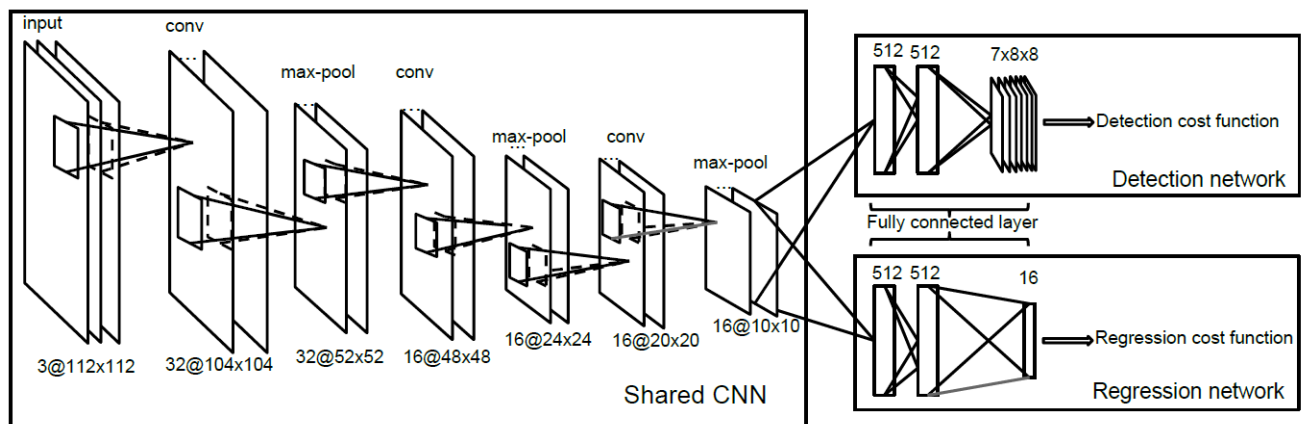 input
conv
...
max-pool
...
conv
...
max-pool
...
conv
...
max-pool
...
3@112x112
32@104x104
32@52x52
16@48x48
16@24x24
16@20x20
16@10x10
Shared CNN
512 512 7x8x8
Detection cost function
Detection network
Fully connected layer
512 512 16
Regression cost function
Regression network